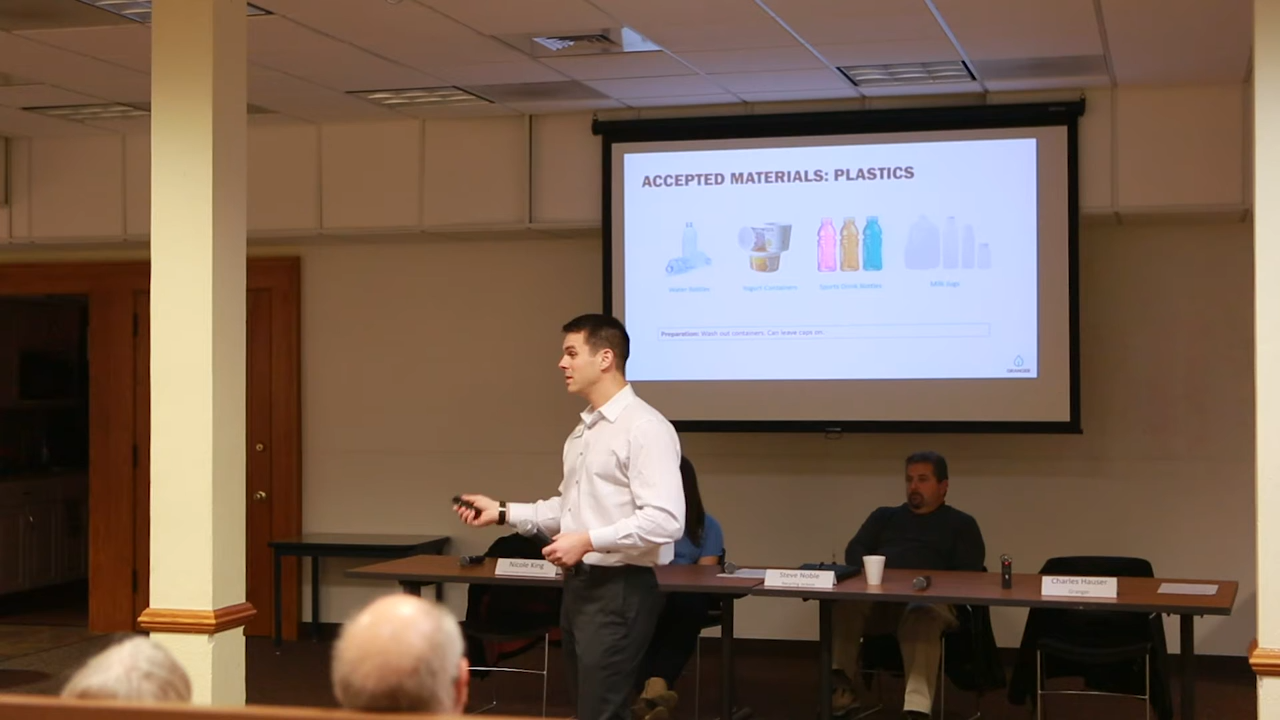 ACCEPTED MATERIALS: PLASTICS
Water Bottles
Yogurt Containers
Sports Drink Bottles
Milk Jugs
Preparation: Wash out containers. Can leave caps on.
GRANGER
Nicole King
Steve Noble
Charles Hauser
Granger